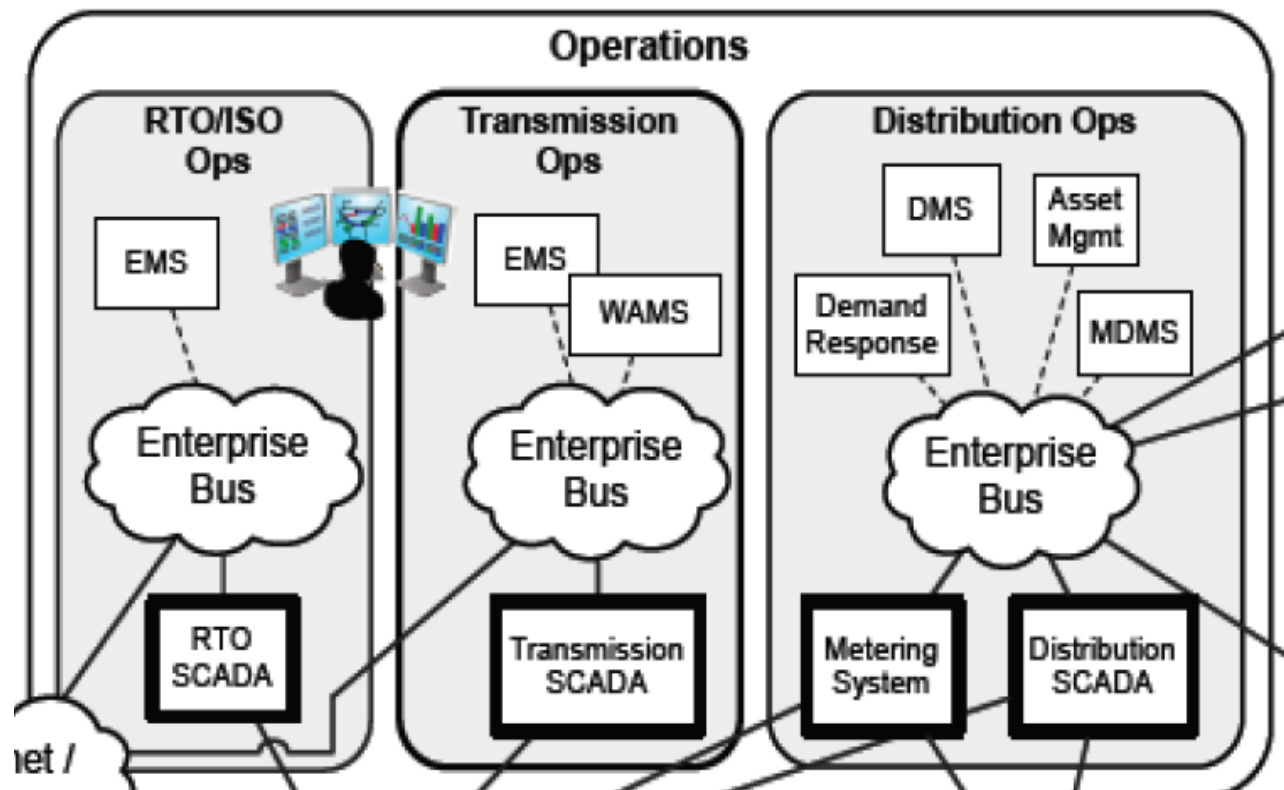 Operations
RTO/ISO
Ops
EMS
Enterprise
Bus
RTO
SCADA
Transmission
Ops
EMS
WAMS
Enterprise
Bus
Transmission
SCADA
Distribution Ops
DMS
Asset
Mgmt
Demand
Response
MDMS
Enterprise
Bus
Metering
System
Distribution
SCADA
net /